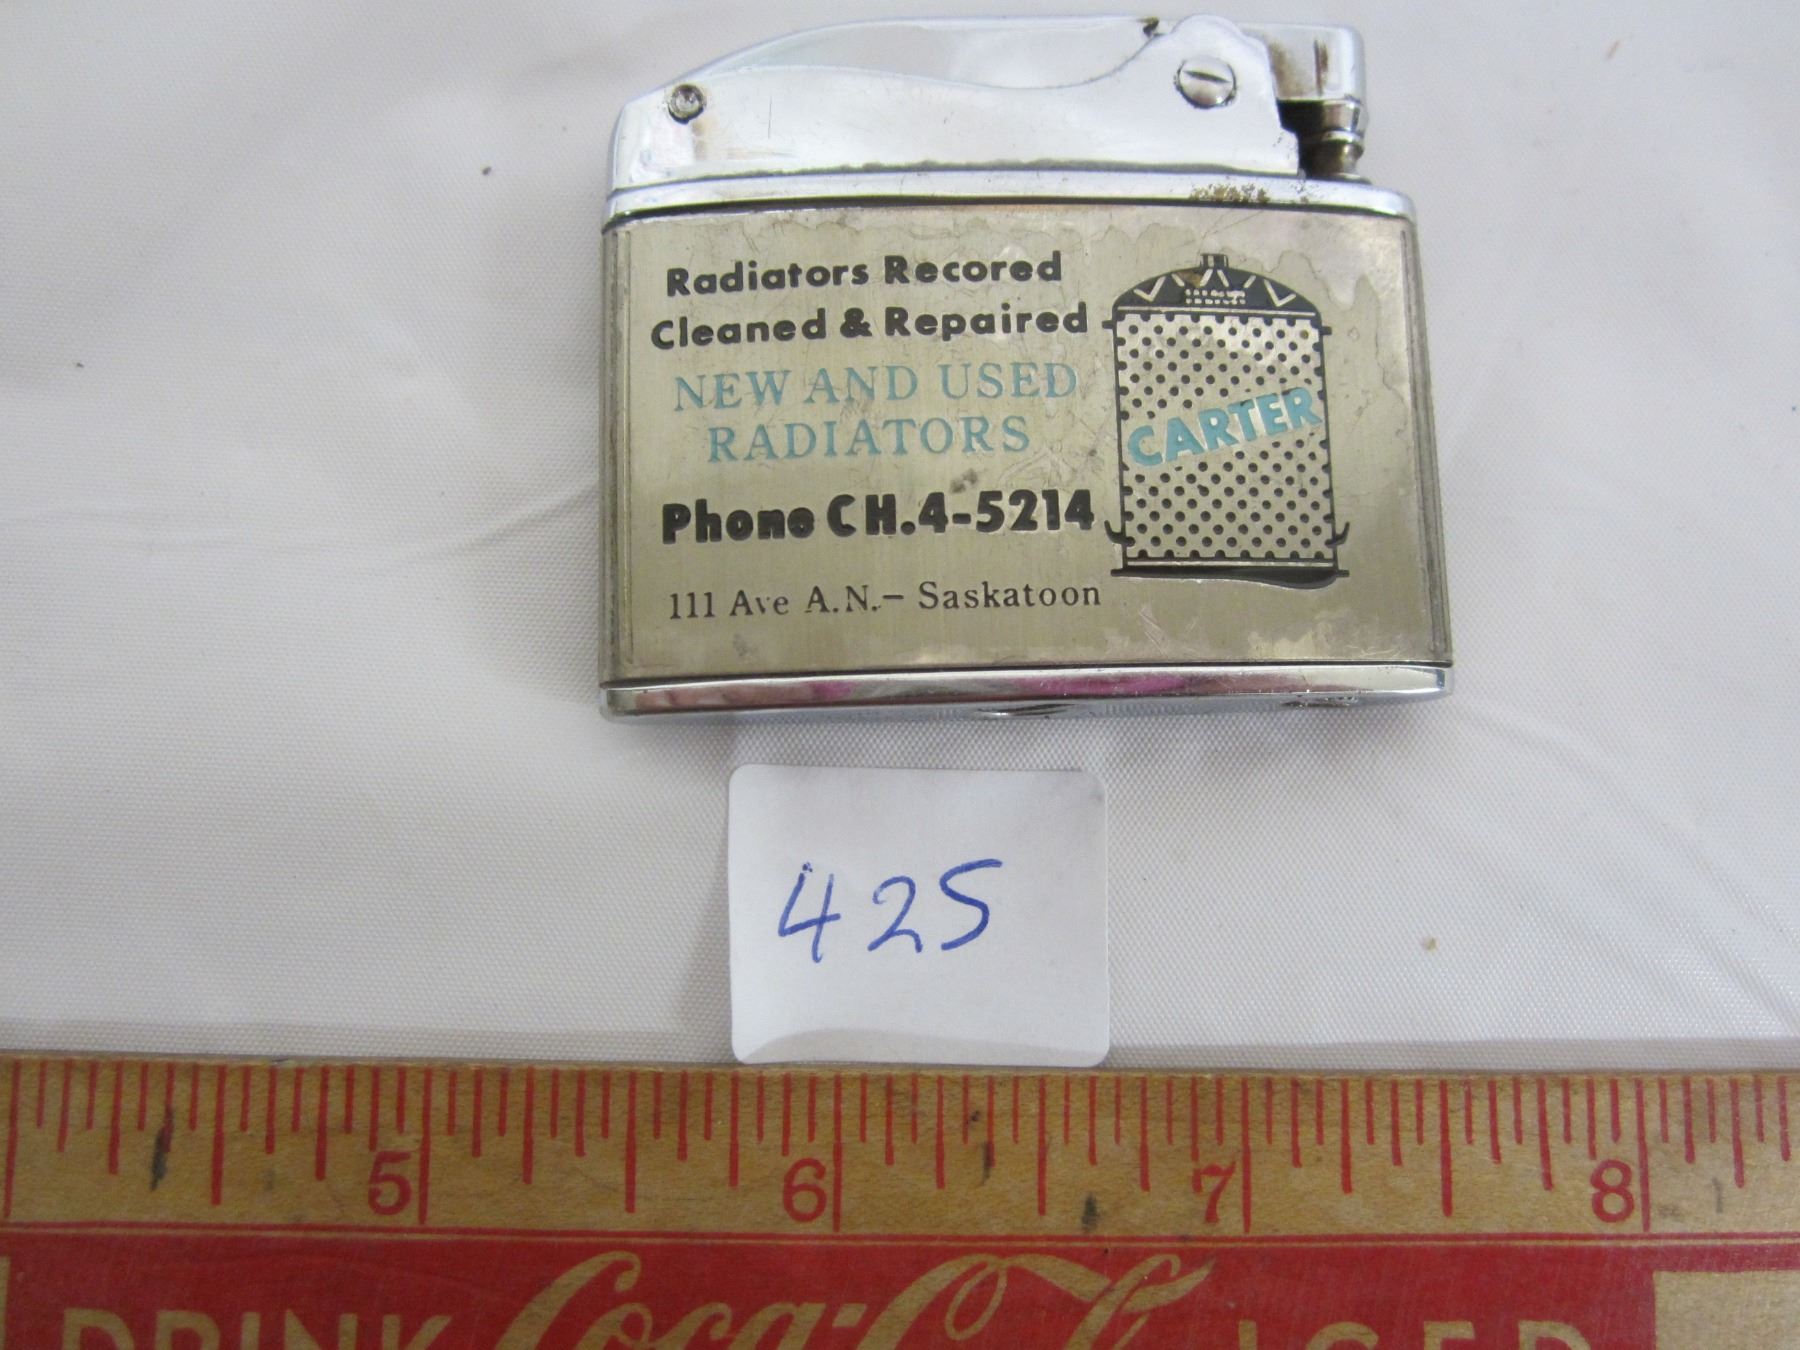 Radiators Recored
Cleaned & Repaired
NEW AND USED
RADIATORS
CARTER
Phone CH.4-5214
111 Ave A.N.– Saskatoon
425
5 6 7 8
DRINK Coca-Cola ICED